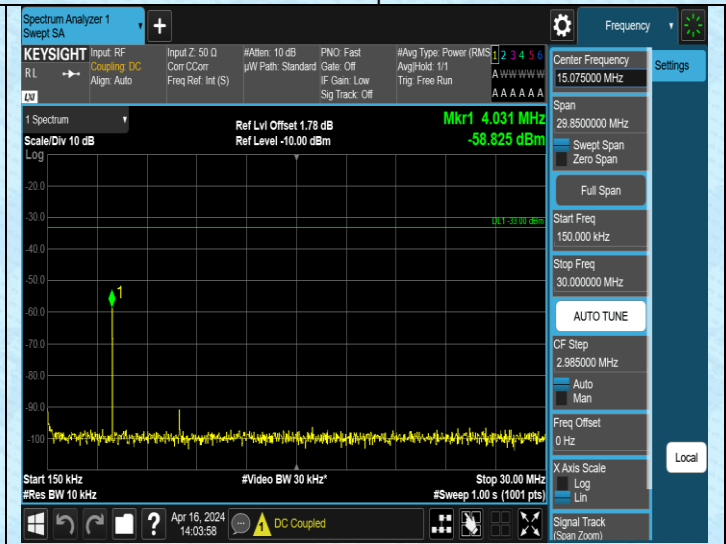 Spectrum Analyzer 1
Swept SA
+
Frequency
KEYSIGHT
RL
LXI
Input: RF
Coupling: DC
Align: Auto
Input Z: 50 Ω
Corr CCorr
Freq Ref: Int (S)
#Atten: 10 dB
µW Path: Standard
PNO: Fast
Gate: Off
IF Gain: Low
Sig Track: Off
#Avg Type: Power (RMS
Avg|Hold: 1/1
Trig: Free Run
1 2 3 4 5 6
A W W W W W
A A A A A A
1 Spectrum
Scale/Div 10 dB
Ref Lvl Offset 1.78 dB
Ref Level -10.00 dBm
Mkr1 4.031 MHz
-58.825 dBm
Log
-20.0
-30.0
DL1 -33.00 dBm
-40.0
-50.0
1
-60.0
-70.0
-80.0
-90.0
-100
Start 150 kHz
#Res BW 10 kHz
#Video BW 30 kHz*
Stop 30.00 MHz
#Sweep 1.00 s (1001 pts)
?
Apr 16, 2024
14:03:58
DC Coupled
Center Frequency
15.075000 MHz
Span
29.8500000 MHz
Swept Span
Zero Span
Full Span
Start Freq
150.000 kHz
Stop Freq
30.000000 MHz
AUTO TUNE
CF Step
2.985000 MHz
Auto
Man
Freq Offset
0 Hz
X Axis Scale
Log
Lin
Signal Track
(Span Zoom)
Settings
Local